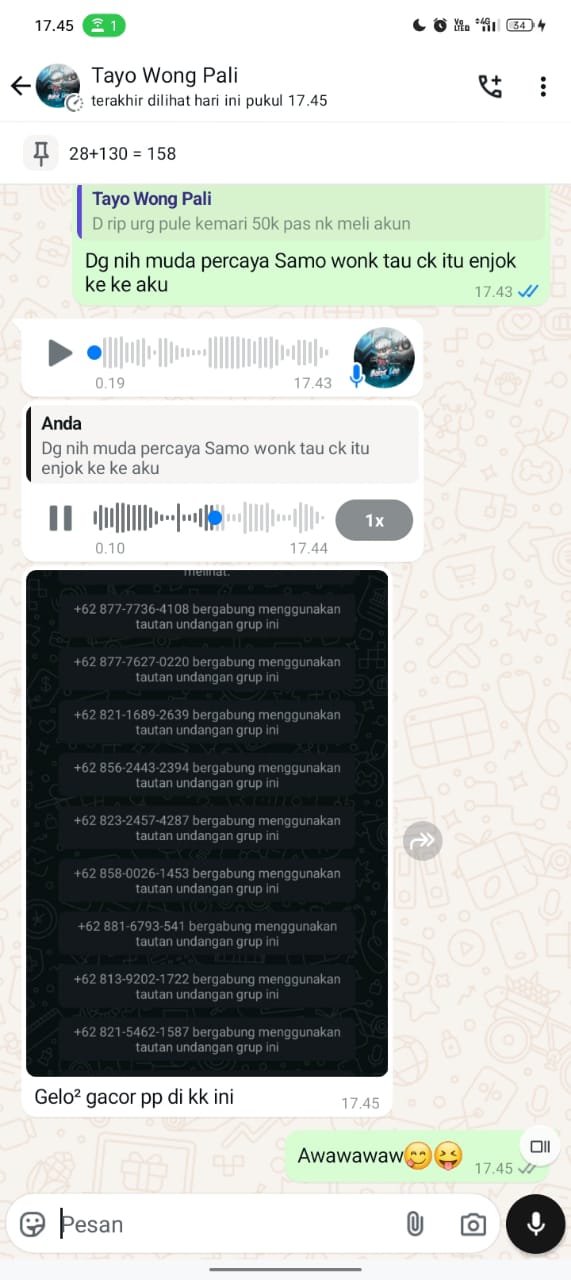 17.45
1
Vo
LTED
4G
34
Tayo Wong Pali
terakhir dilihat hari ini pukul 17.45
28+130 = 158
Tayo Wong Pali
D rip urg pule kemari 50k pas nk meli akun
Dg nih muda percaya Samo wonk tau ck itu enjok
ke ke aku
17.43
0.19
17.43
Anda
Dg nih muda percaya Samo wonk tau ck itu
enjok ke ke aku
1x
0.10
17.44
melihat.
+62 877-7736-4108 bergabung menggunakan
tautan undangan grup ini
+62 877-7627-0220 bergabung menggunakan
tautan undangan grup ini
+62 821-1689-2639 bergabung menggunakan
tautan undangan grup ini
+62 856-2443-2394 bergabung menggunakan
tautan undangan grup ini
+62 823-2457-4287 bergabung menggunakan
tautan undangan grup ini
+62 858-0026-1453 bergabung menggunakan
tautan undangan grup ini
+62 881-6793-541 bergabung menggunakan
tautan undangan grup ini
+62 813-9202-1722 bergabung menggunakan
tautan undangan grup ini
+62 821-5462-1587 bergabung menggunakan
tautan undangan grup ini
Gelo² gacor pp di kk ini
17.45
Awawawaw😋😝
17.45
Pesan